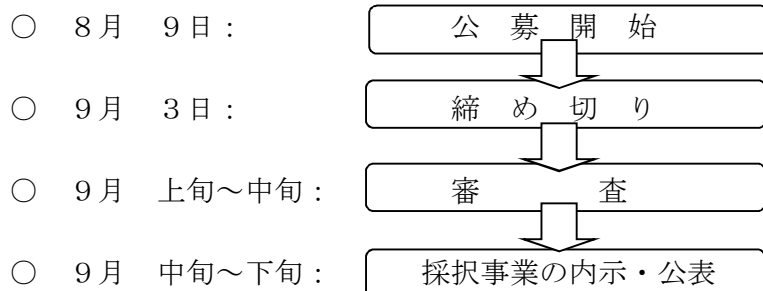 ○　８月　９日：　公　募　開　始
○　９月　３日：　締　め　切　り
○　９月　上旬～中旬：　審　　　査
○　９月　中旬～下旬：　採択事業の内示・公表